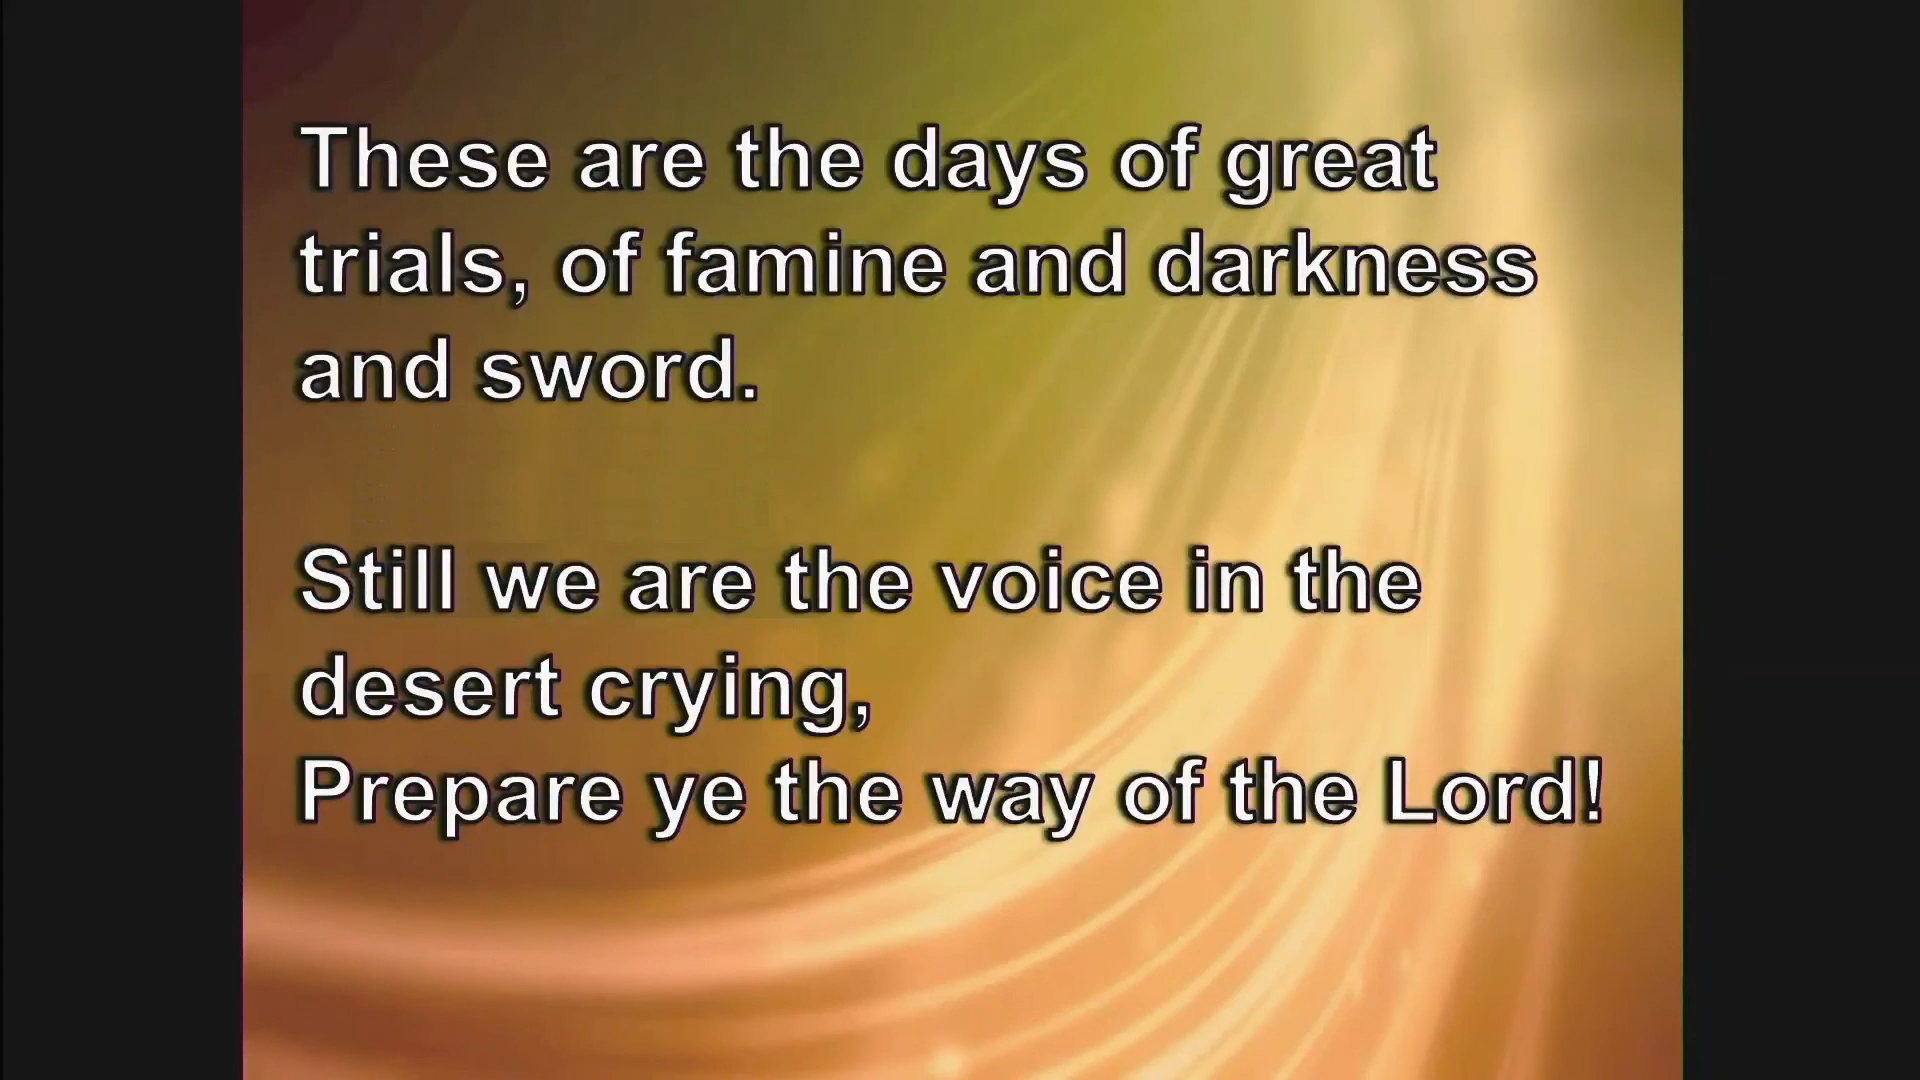 These are the days of great
trials, of famine and darkness
and sword.
Still we are the voice in the
desert crying,
Prepare ye the way of the Lord!